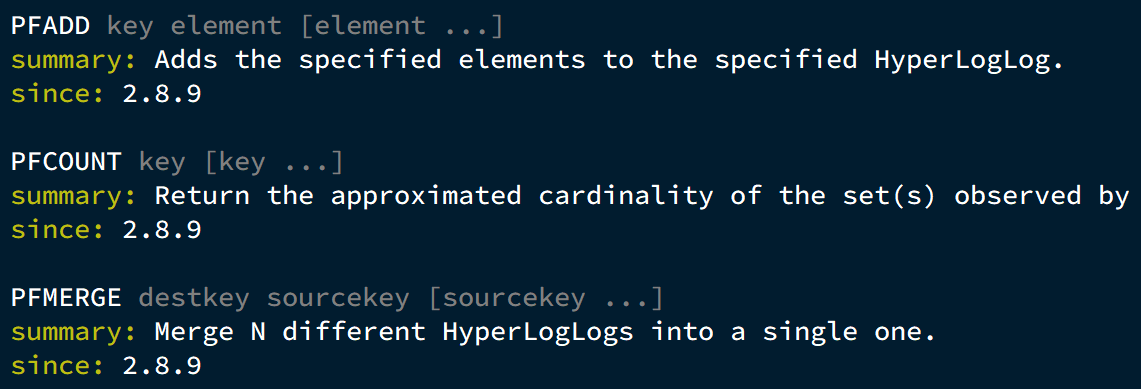 PFADD key element [element ...]
summary: Adds the specified elements to the specified HyperLogLog.
since: 2.8.9
PFCOUNT key [key ...]
summary: Return the approximated cardinality of the set(s) observed by
since: 2.8.9
PFMERGE destkey sourcekey [sourcekey ...]
summary: Merge N different HyperLogLogs into a single one.
since: 2.8.9